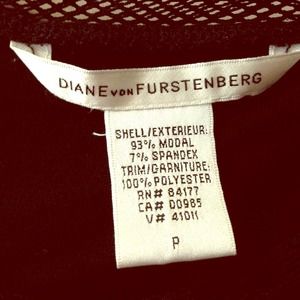 DIANE VON FURSTENBERG
SHELL/EXTERIEUR:
93% MODAL
7% SPANDEX
TRIM/GARNITURE:
100% POLYESTER
RN# 84177
CA# 00985
V# 41011
P